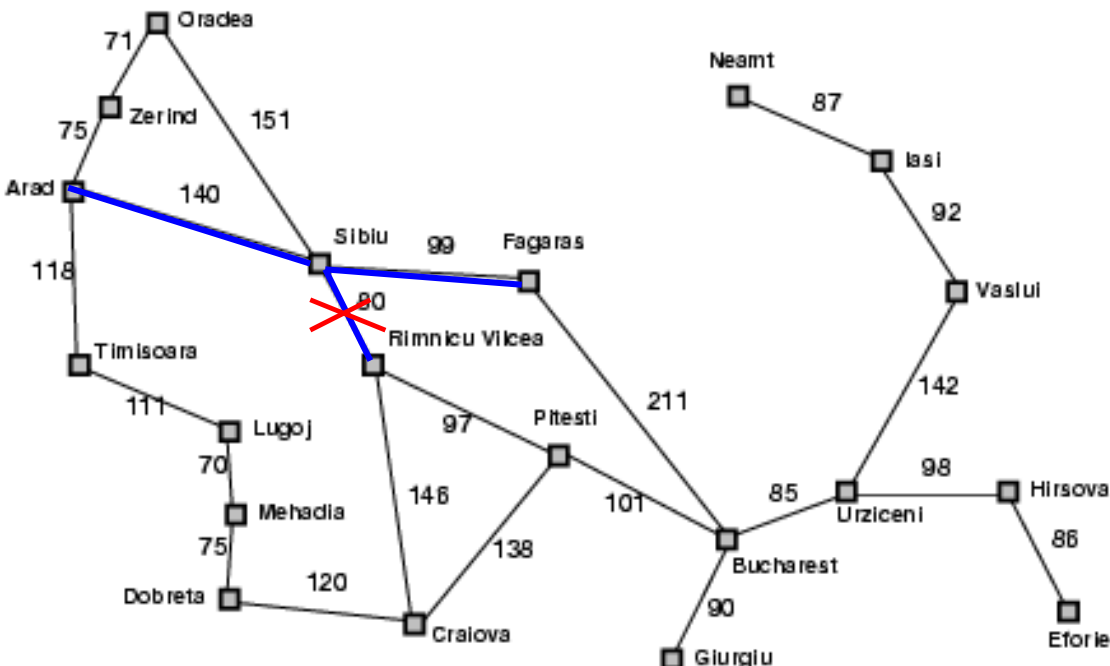 Oradea
71
Neamt
Zerind
87
151
75
Iasi
Arad
140
92
Sibiu
99
Fagaras
118
Vaslui
80
Rimnicu Vilcea
Timisoara
142
111
211
Pitesti
Lugoj
97
70
98
146
85
Hirsova
101
Mehadia
Urziceni
86
75
138
Bucharest
120
Dobreta
90
Craiova
Eforie
Giurgiu